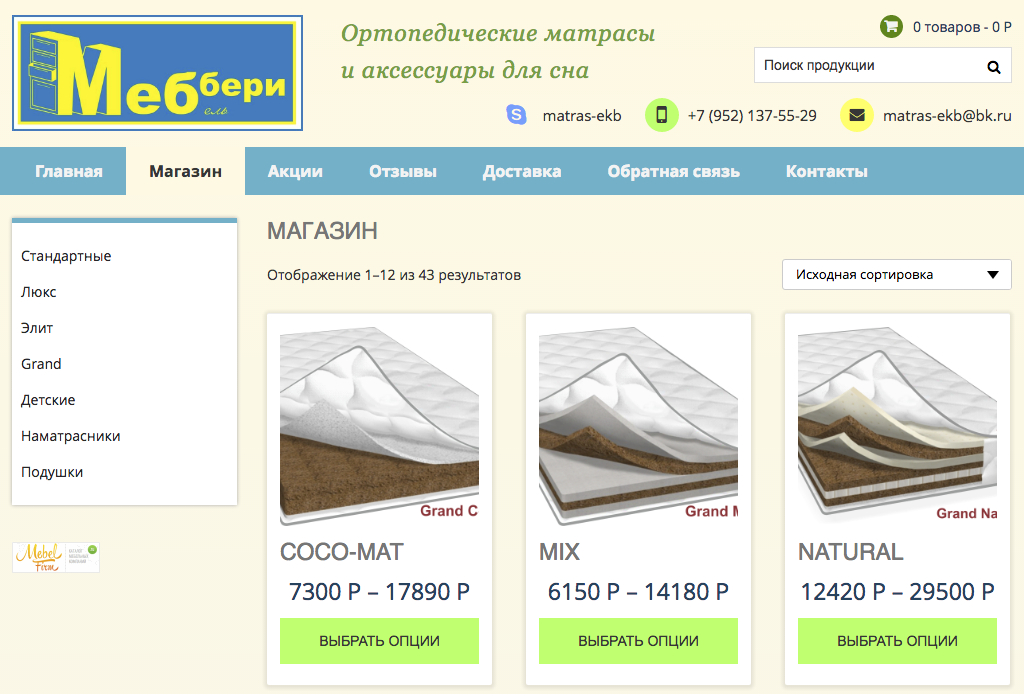 Меббери
ель
Ортопедические матрасы
и аксессуары для сна
0 товаров - 0 Р
Поиск продукции
matras-ekb
+7 (952) 137-55-29
matras-ekb@bk.ru
Главная Магазин Акции Отзывы Доставка Обратная связь Контакты
Стандартные
Люкс
Элит
Grand
Детские
Наматрасники
Подушки
Mebel
Firm
МАГАЗИН
Отображение 1–12 из 43 результатов
Исходная сортировка
Grand C
Grand M
Grand Na
COCO-MAT
MIX
NATURAL
7300 Р – 17890 Р
6150 Р – 14180 Р
12420 Р – 29500 Р
ВЫБРАТЬ ОПЦИИ
ВЫБРАТЬ ОПЦИИ
ВЫБРАТЬ ОПЦИИ